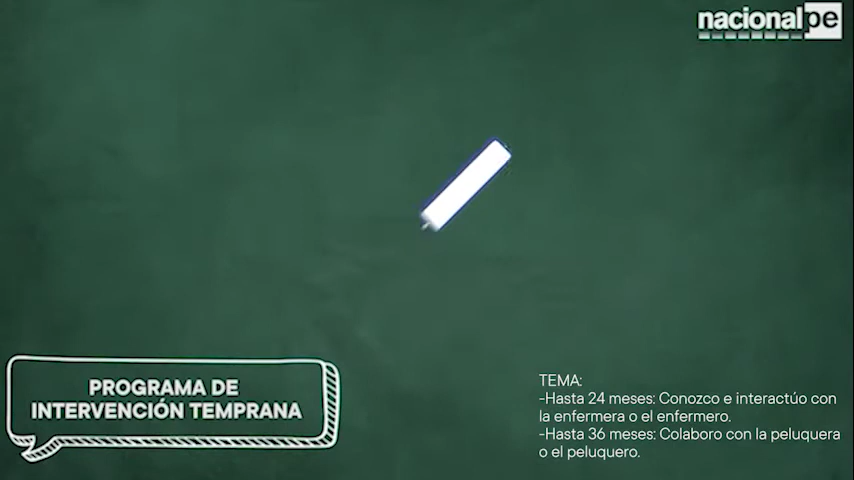 nacionalpe
PROGRAMA DE
INTERVENCIÓN TEMPRANA
TEMA:
-Hasta 24 meses: Conozco e interactúo con
la enfermera o el enfermero.
-Hasta 36 meses: Colaboro con la peluquera
o el peluquero.